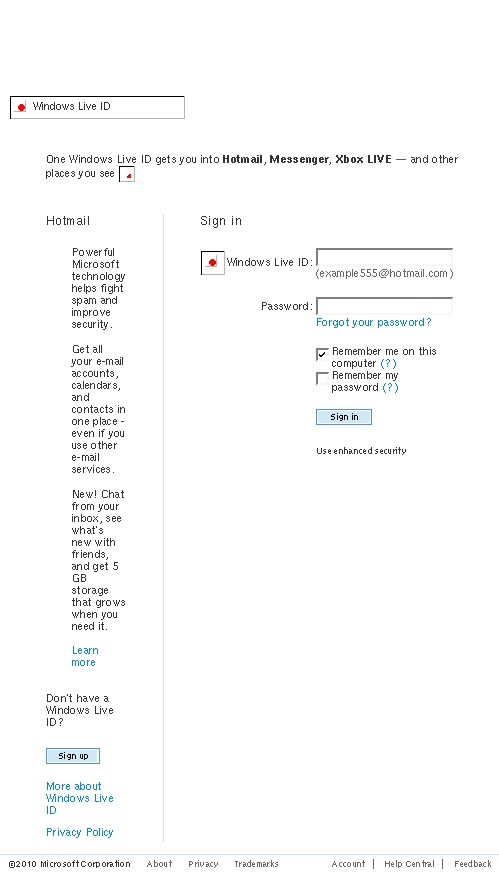 Windows Live ID
One Windows Live ID gets you into Hotmail, Messenger, Xbox LIVE — and other
places you see
Hotmail
Powerful
Microsoft
technology
helps fight
spam and
improve
security.
Get all
your e-mail
accounts,
calendars,
and
contacts in
one place -
even if you
use other
e-mail
services.
New! Chat
from your
inbox, see
what's
new with
friends,
and get 5
GB
storage
that grows
when you
need it.
Learn
more
Don't have a
Windows Live
ID?
Sign up
More about
Windows Live
ID
Privacy Policy
Sign in
Windows Live ID:
(example555@hotmail.com)
Password:
Forgot your password?
Remember me on this
computer (?)
Remember my
password (?)
Sign in
Use enhanced security
©2010 Microsoft Corporation About Privacy Trademarks Account | Help Central | Feedback